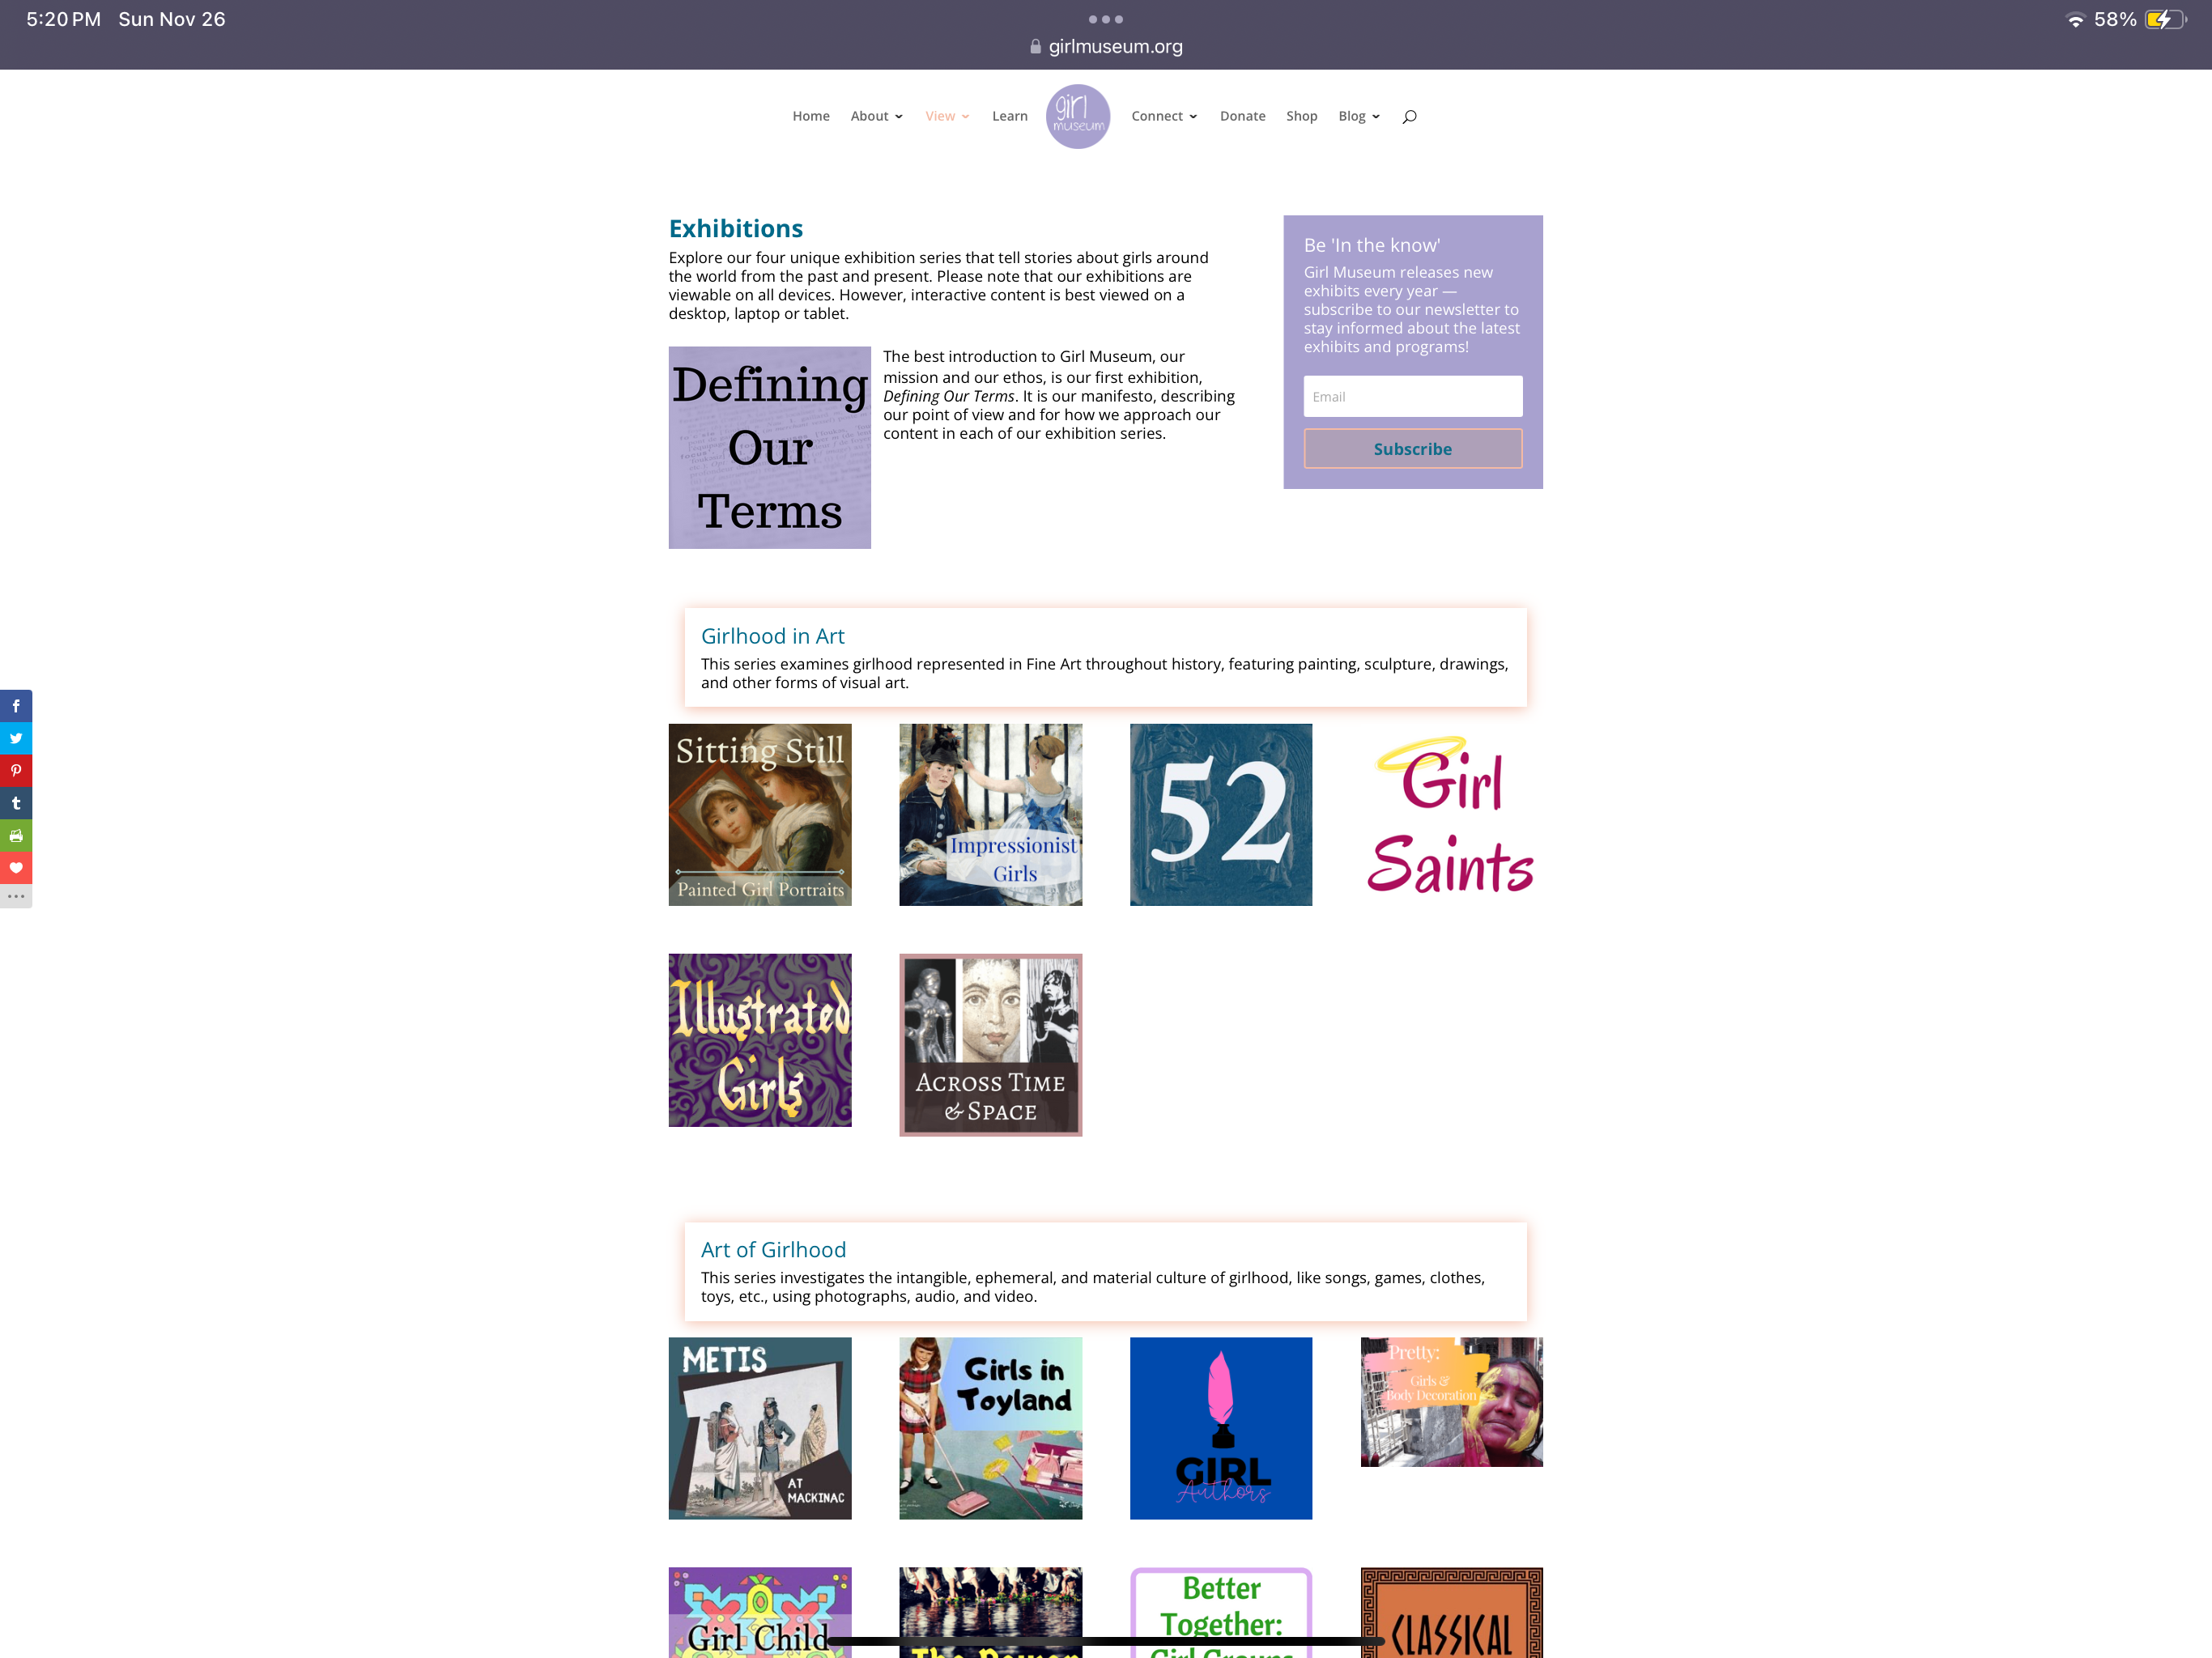 5:20 PM Sun Nov 26
58%
girlmuseum.org
Home About View Learn girl museum Connect Donate Shop Blog
Exhibitions
Explore our four unique exhibition series that tell stories about girls around
the world from the past and present. Please note that our exhibitions are
viewable on all devices. However, interactive content is best viewed on a
desktop, laptop or tablet.
Defining
Our
Terms
The best introduction to Girl Museum, our
mission and our ethos, is our first exhibition,
Defining Our Terms. It is our manifesto, describing
our point of view and for how we approach our
content in each of our exhibition series.
Be 'In the know'
Girl Museum releases new
exhibits every year —
subscribe to our newsletter to
stay informed about the latest
exhibits and programs!
Email
Subscribe
Girlhood in Art
This series examines girlhood represented in Fine Art throughout history, featuring painting, sculpture, drawings,
and other forms of visual art.
Sitting Still
Painted Girl Portraits
Impressionist
Girls
52
Girl
Saints
Illustrated
Girls
ACROSS TIME
& SPACE
Art of Girlhood
This series investigates the intangible, ephemeral, and material culture of girlhood, like songs, games, clothes,
toys, etc., using photographs, audio, and video.
METIS
AT
MACKINAC
Girls in
Toyland
GIRL
Authors
Pretty:
Girls &
Body Decoration
Girl Child
The Power
Better
Together:
Girl Groups
CLASSICAL